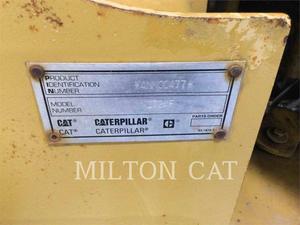 PRODUCT
IDENTIFICATION
NUMBER
MODEL
NUMBER
PARTS ORDER
CAT CATERPILLAR C
CAT CATERPILLAR
MILTON CAT